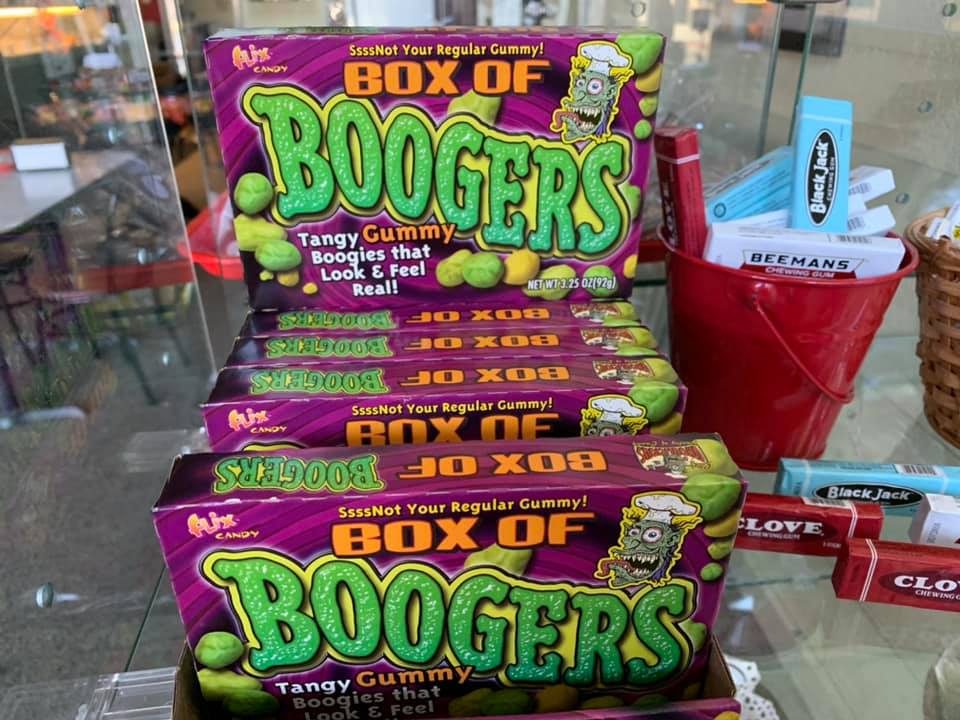 SsssNot Your Regular Gummy!
flix
CANDY
BOX OF
BOOGERS
Tangy Gummy
Boogies that
Look & Feel
Real!
NET WT 3.25 OZ (92g)
BOOGERS BOX OF
BOOGERS BOX OF
BOOGERS BOX OF
flix
CANDY
SsssNot Your Regular Gummy!
BOX OF
BOOGERS BOX OF
flix
CANDY
SsssNot Your Regular Gummy!
BOX OF
BOOGERS
Tangy Gummy
Boogies that
Look & Feel
Black Jack
CHEWING GUM
BEEMANS
CHEWING GUM
Black Jack
CLOVE
CHEWING GUM
CLO
CHEWING G